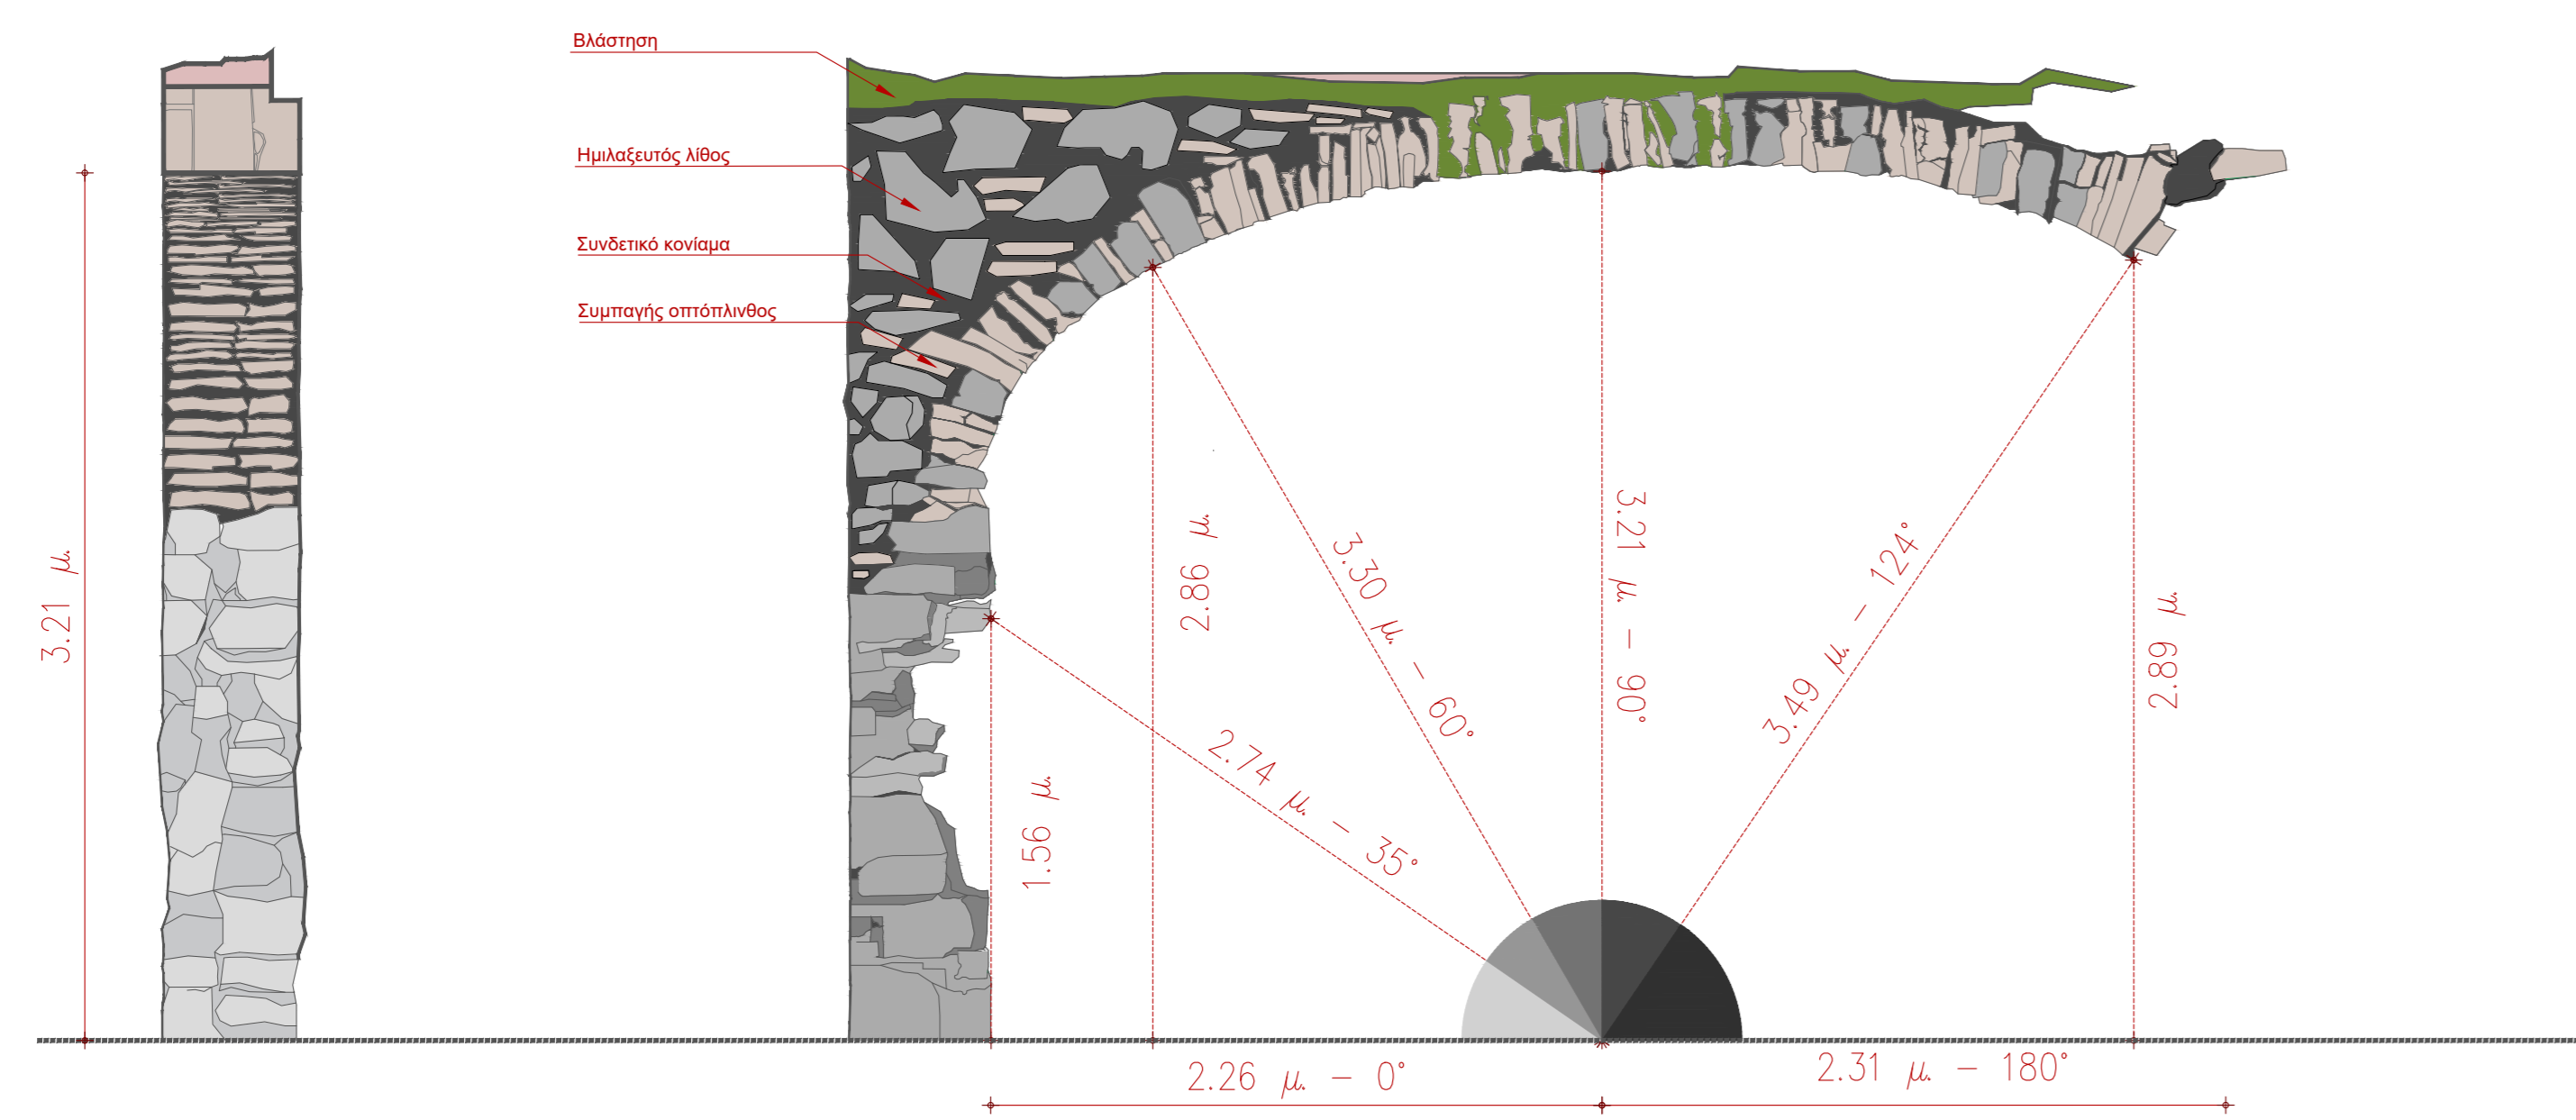 Βλάστηση
Ημιλαξευτός λίθος
Συνδετικό κονίαμα
Συμπαγής οπτόπλινθος
3.21 μ.
1.56 μ.
2.86 μ.
2.74 μ. – 35°
3.30 μ. – 60°
3.21 μ. – 90°
3.49 μ. – 124°
2.89 μ.
2.26 μ. – 0°
2.31 μ. – 180°